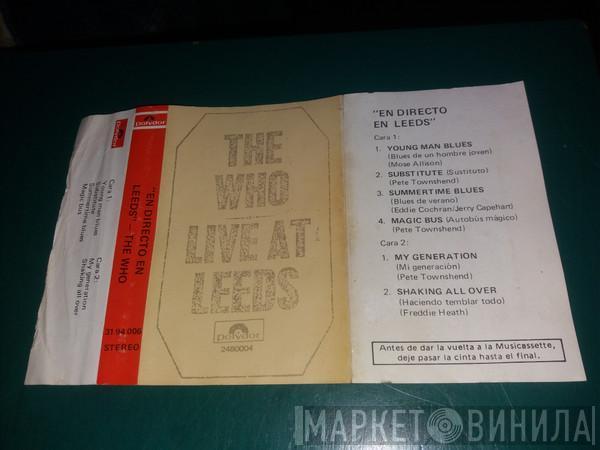 Polydor
Cara 1:
Young man blues
Substitute
Summertime blues
Magic bus
Cara 2:
My generation
Shaking all over
Polydor
"EN DIRECTO EN
LEEDS" — THE WHO
31 94 006
STEREO
THE
WHO
LIVE AT
LEEDS
Polydor
2480004
"EN DIRECTO
EN LEEDS"
Cara 1:
1. YOUNG MAN BLUES
(Blues de un hombre joven)
(Mose Allison)
2. SUBSTITUTE (Sustituto)
(Pete Townshend)
3. SUMMERTIME BLUES
(Blues de verano)
(Eddie Cochran/Jerry Capehart)
4. MAGIC BUS (Autobùs màgico)
(Pete Townshend)
Cara 2:
1. MY GENERATION
(Mi generaciòn)
(Pete Townshend)
2. SHAKING ALL OVER
(Haciendo temblar todo)
(Freddie Heath)
Antes de dar la vuelta a la Musicassette,
deje pasar la cinta hasta el final.
МАРКЕТ ВИНИЛА